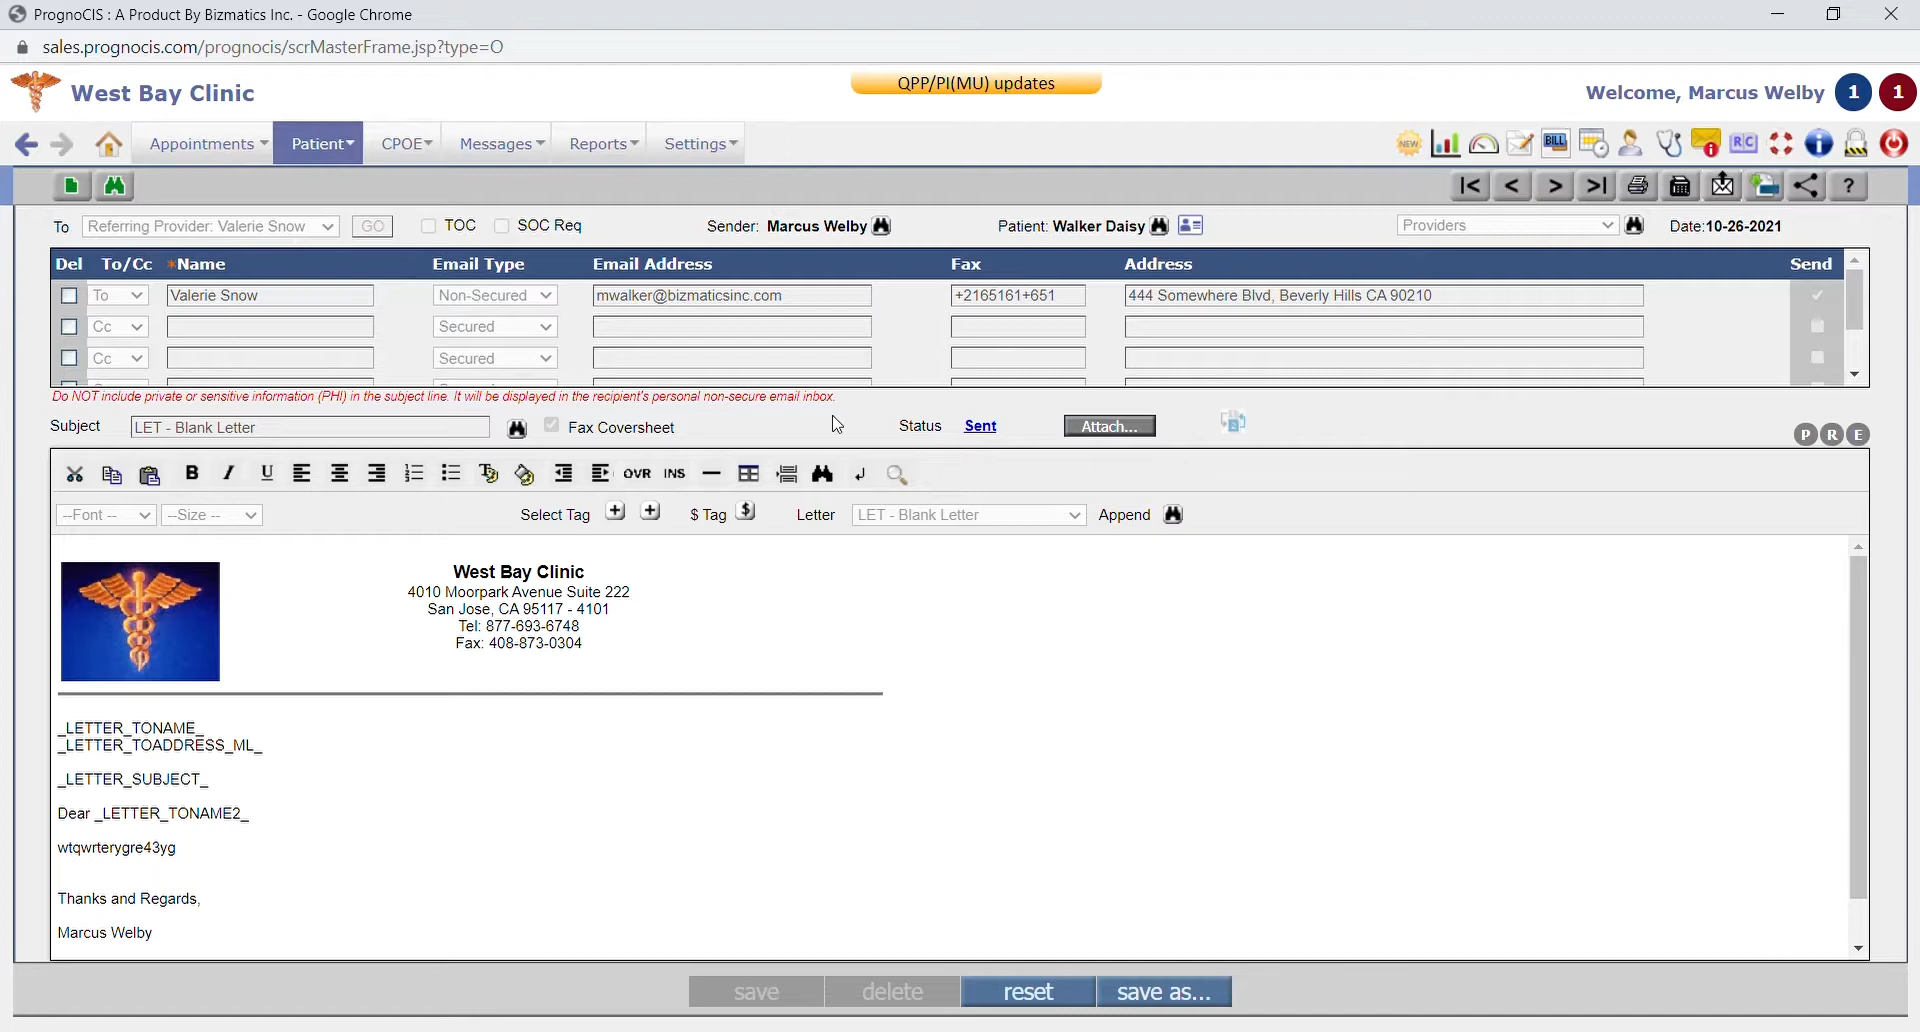 PrognoCIS : A Product By Bizmatics Inc. - Google Chrome
sales.prognocis.com/prognocis/scrMasterFrame.jsp?type=O
West Bay Clinic
QPP/PI(MU) updates
Welcome, Marcus Welby 1 1
Appointments Patient CPOE Messages Reports Settings
NEW BILL RC
To Referring Provider: Valerie Snow GO TOC SOC Req Sender: Marcus Welby Patient: Walker Daisy Providers Date:10-26-2021
Del To/Cc *Name Email Type Email Address Fax Address Send
To Valerie Snow Non-Secured mwalker@bizmaticsinc.com +2165161+651 444 Somewhere Blvd, Beverly Hills CA 90210
Cc Secured
Cc Secured
Do NOT include private or sensitive information (PHI) in the subject line. It will be displayed in the recipient's personal non-secure email inbox.
Subject LET - Blank Letter Fax Coversheet Status Sent Attach...
P R E
B I U OVR INS
--Font -- --Size -- Select Tag $ Tag $ Letter LET - Blank Letter Append
West Bay Clinic
4010 Moorpark Avenue Suite 222
San Jose, CA 95117 - 4101
Tel: 877-693-6748
Fax: 408-873-0304
_LETTER_TONAME_
_LETTER_TOADDRESS_ML_
_LETTER_SUBJECT_
Dear _LETTER_TONAME2_
wtqwrterygre43yg
Thanks and Regards,
Marcus Welby
save delete reset save as...